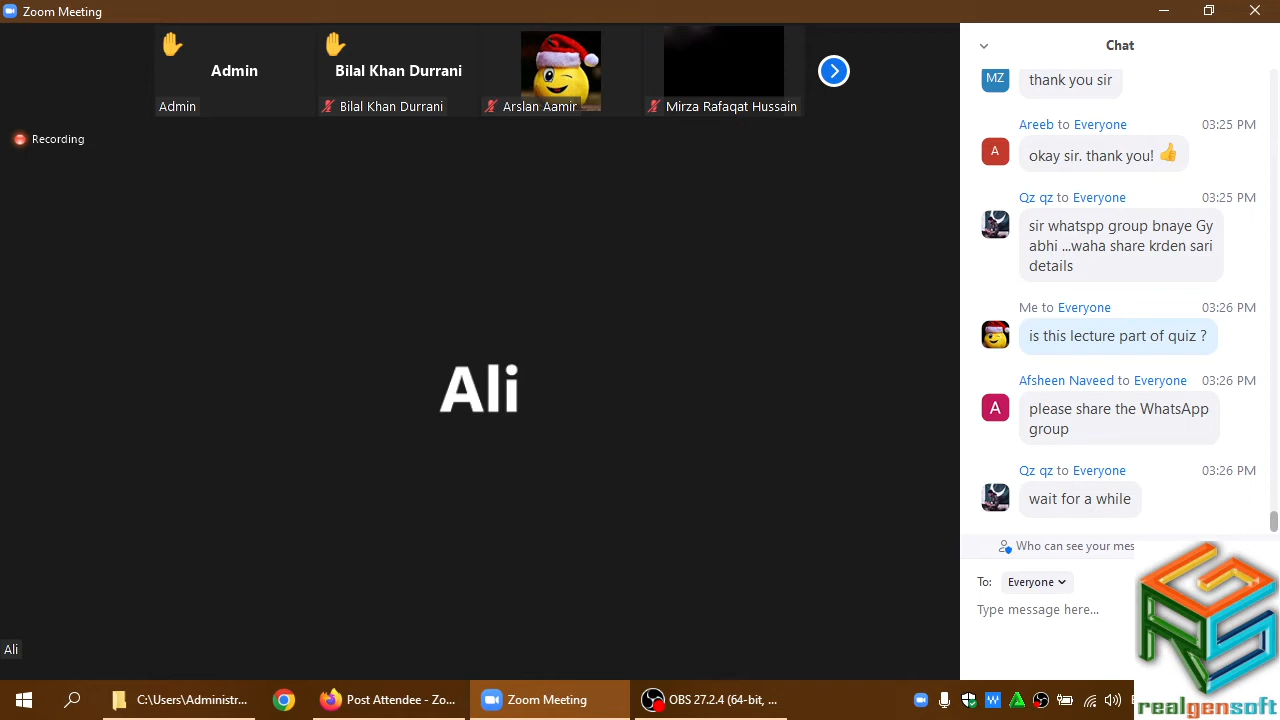 Zoom Meeting
Admin
Admin
Bilal Khan Durrani
Bilal Khan Durrani
Arslan Aamir
Mirza Rafaqat Hussain
Recording
Ali
Ali
Chat
MZ
thank you sir
Areeb to Everyone 03:25 PM
A
okay sir. thank you! 👍
Qz qz to Everyone 03:25 PM
sir whatspp group bnaye Gy
abhi ...waha share krden sari
details
Me to Everyone 03:26 PM
is this lecture part of quiz ?
Afsheen Naveed to Everyone 03:26 PM
A
please share the WhatsApp
group
Qz qz to Everyone 03:26 PM
wait for a while
Who can see your mes
To: Everyone
Type message here...
C:\Users\Administr...
Post Attendee - Zo...
Zoom Meeting
OBS 27.2.4 (64-bit, ...
realgensoft